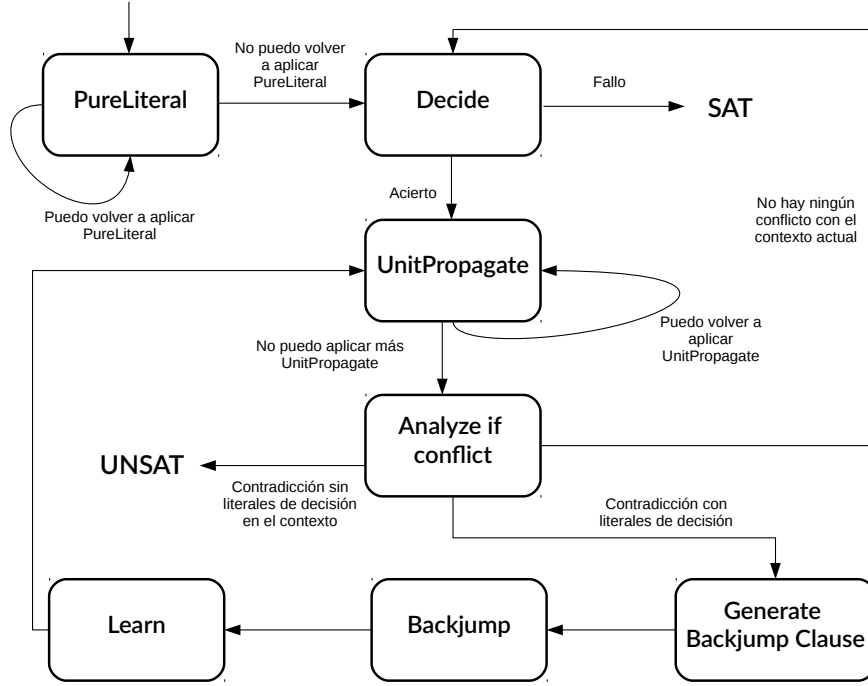 No puedo volver
a aplicar
PureLiteral
PureLiteral
Decide
Fallo
SAT
Puedo volver a aplicar
PureLiteral
Acierto
No hay ningún
conflicto con el
contexto actual
UnitPropagate
Puedo volver a
aplicar
UnitPropagate
No puedo aplicar más
UnitPropagate
Analyze if
conflict
UNSAT
Contradicción sin
literales de decisión
en el contexto
Contradicción con
literales de decisión
Learn
Backjump
Generate
Backjump Clause